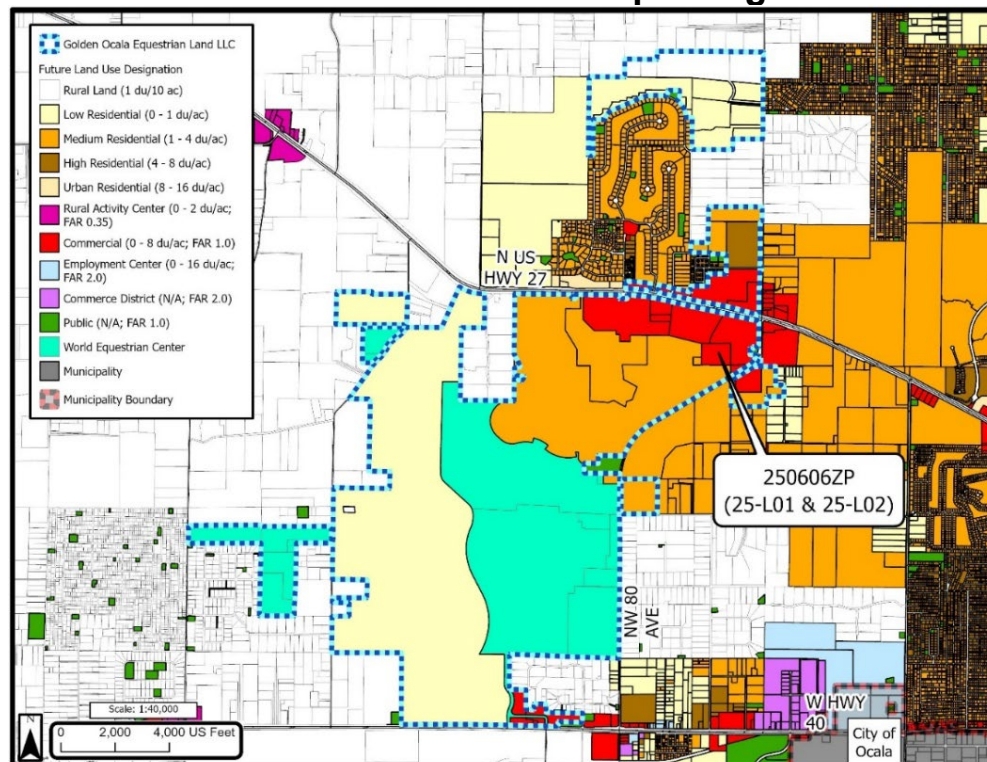 Golden Ocala Equestrian Land LLC
Future Land Use Designation
Rural Land (1 du/10 ac)
Low Residential (0 - 1 du/ac)
Medium Residential (1 - 4 du/ac)
High Residential (4 - 8 du/ac)
Urban Residential (8 - 16 du/ac)
Rural Activity Center (0 - 2 du/ac;
FAR 0.35)
Commercial (0 - 8 du/ac; FAR 1.0)
Employment Center (0 - 16 du/ac;
FAR 2.0)
Commerce District (N/A; FAR 2.0)
Public (N/A; FAR 1.0)
World Equestrian Center
Municipality
Municipality Boundary
N US
HWY 27
250606ZP
(25-L01 & 25-L02)
NW 80
AVE
W HWY
40
City of
Ocala
Scale: 1:40,000
N
0 2,000 4,000 US Feet